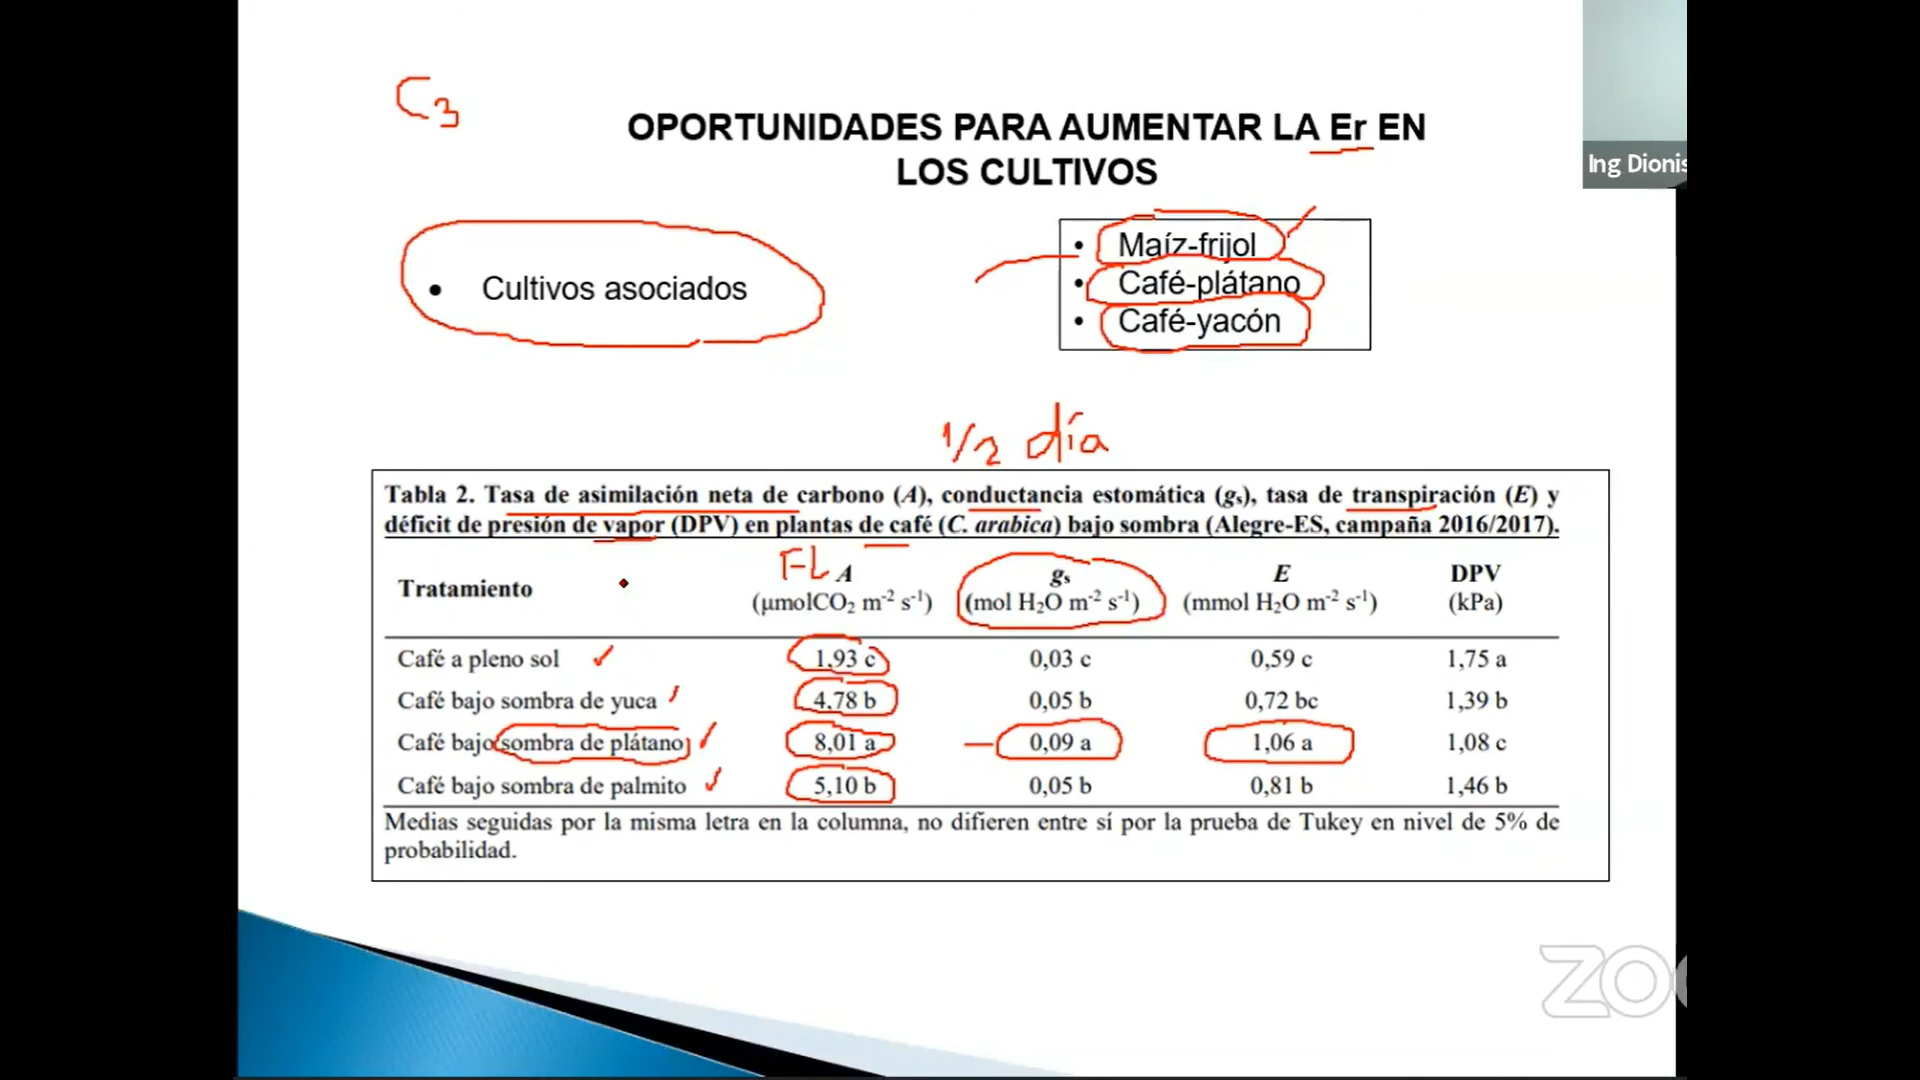 C3
OPORTUNIDADES PARA AUMENTAR LA Er EN
LOS CULTIVOS
Ing Dionis
• Cultivos asociados
• Maíz-frijol
• Café-plátano
• Café-yacón
1/2 día
Tabla 2. Tasa de asimilación neta de carbono (A), conductancia estomática (gs), tasa de transpiración (E) y
déficit de presión de vapor (DPV) en plantas de café (C. arabica) bajo sombra (Alegre-ES, campaña 2016/2017).
FL
Tratamiento A gs E DPV
(µmolCO2 m-2 s-1) (mol H2O m-2 s-1) (mmol H2O m-2 s-1) (kPa)
Café a pleno sol 1,93 c 0,03 c 0,59 c 1,75 a
Café bajo sombra de yuca 4,78 b 0,05 b 0,72 bc 1,39 b
Café bajo sombra de plátano 8,01 a 0,09 a 1,06 a 1,08 c
Café bajo sombra de palmito 5,10 b 0,05 b 0,81 b 1,46 b
Medias seguidas por la misma letra en la columna, no difieren entre sí por la prueba de Tukey en nivel de 5% de
probabilidad.
ZO